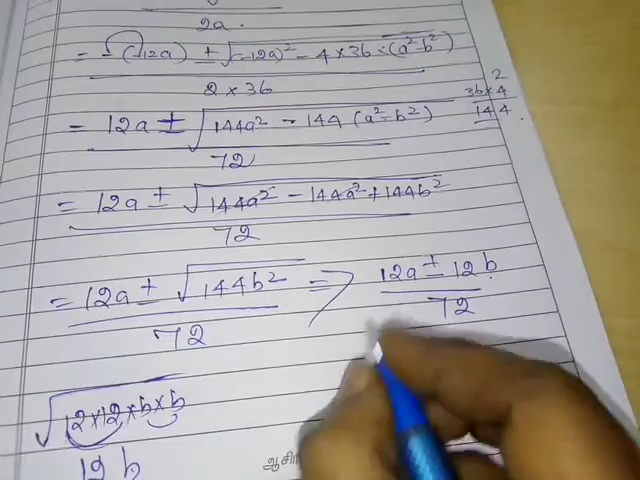 2a.
= -(-12a) ± √(-12a)² - 4 × 36 × (a² - b²)
2 × 36
= 12a ± √144a² - 144 (a² - b²)
72
2
36 × 4
144
= 12a ± √144a² - 144a² + 144b²
72
= 12a ± √144b² => 12a ± 12b
72 72
√12×12×b×b
12 b